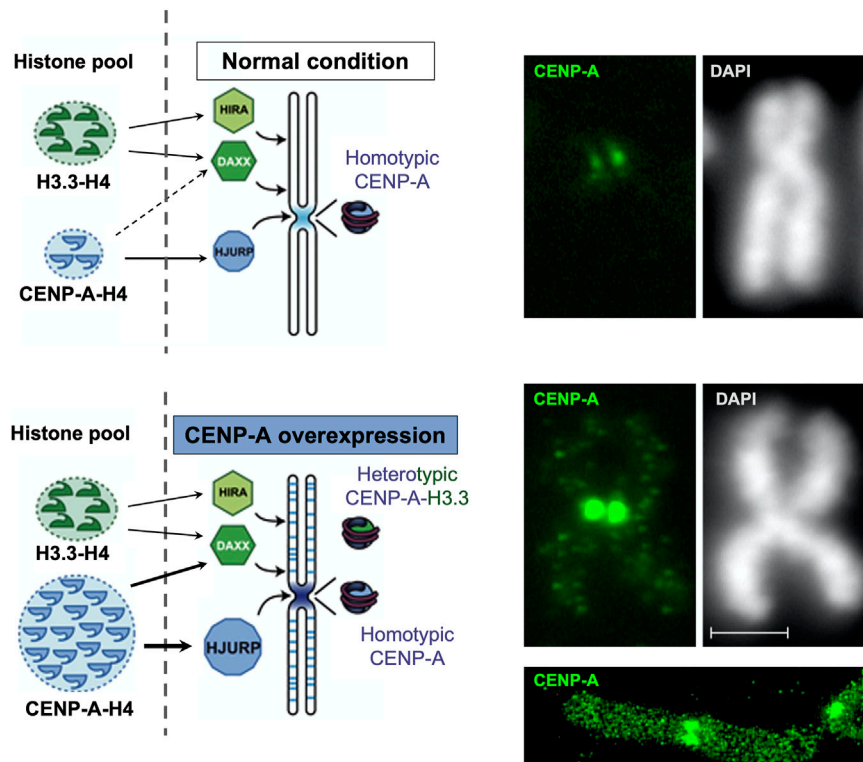 Histone pool
Normal condition
H3.3-H4
CENP-A-H4
HIRA
DAXX
HJURP
Homotypic
CENP-A
CENP-A
DAPI
Histone pool
CENP-A overexpression
H3.3-H4
CENP-A-H4
HIRA
DAXX
HJURP
Heterotypic
CENP-A-H3.3
Homotypic
CENP-A
CENP-A
DAPI
CENP-A